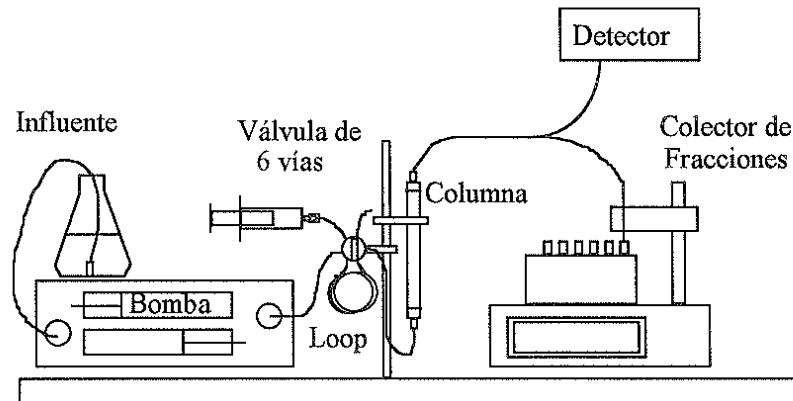 Detector
Influente
Válvula de
6 vías
Colector de
Fracciones
Columna
Bomba
Loop